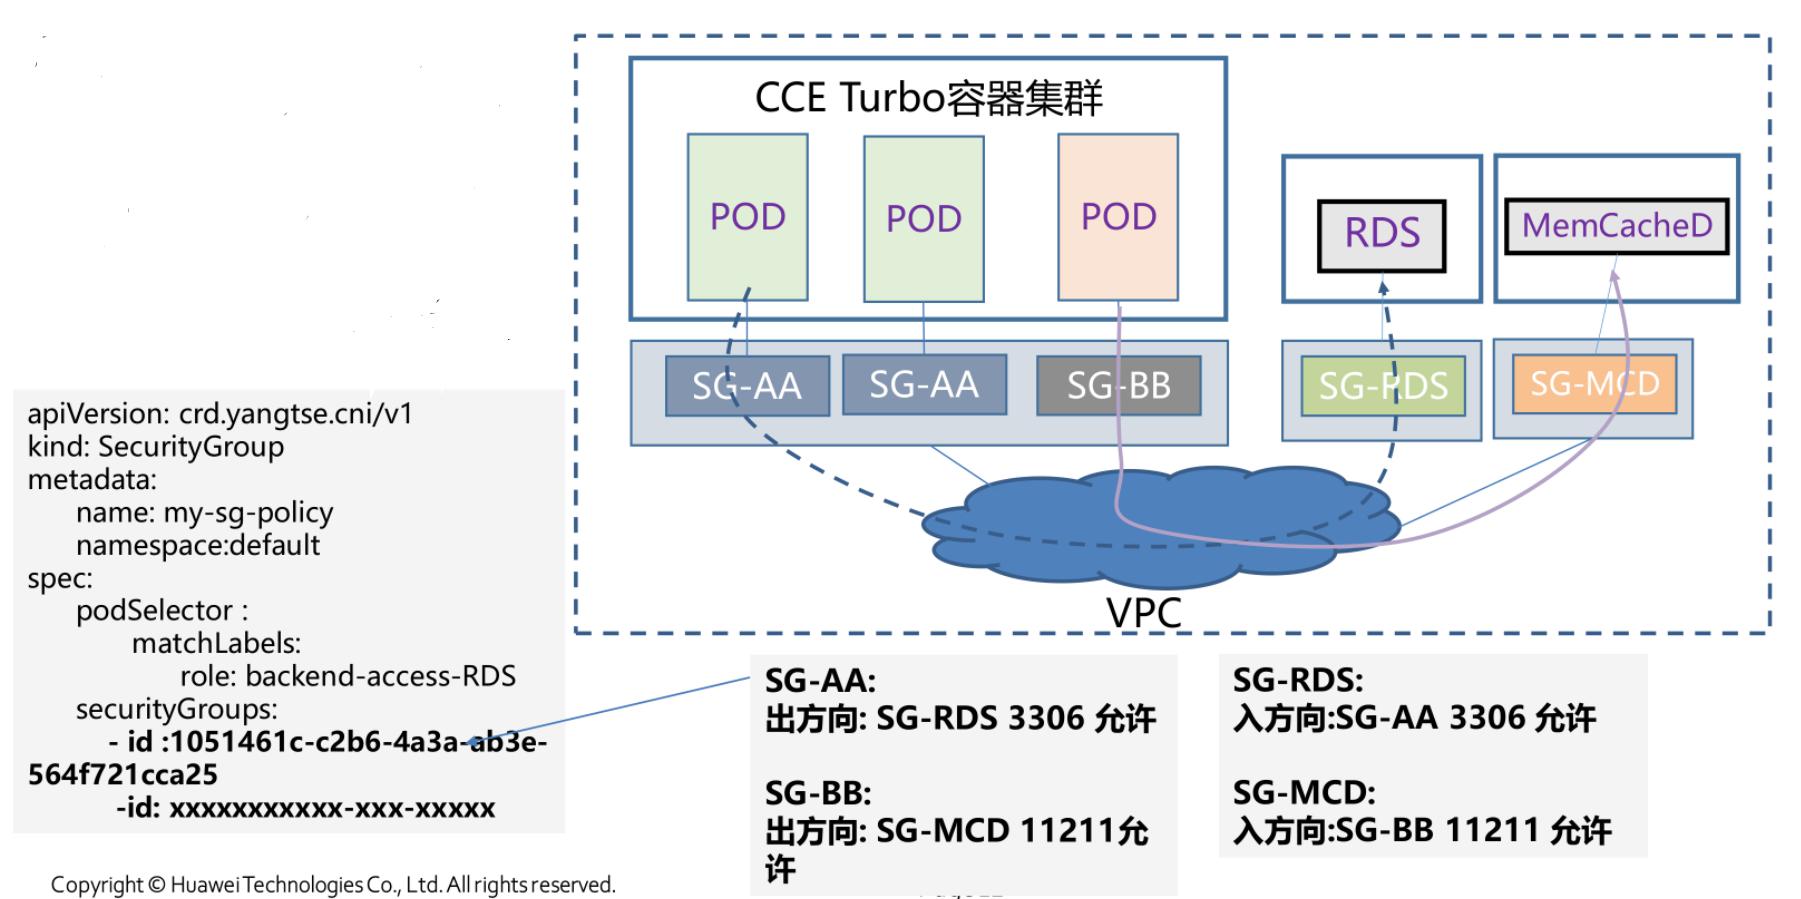 CCE Turbo容器集群
POD
POD
POD
RDS
MemCacheD
SG-AA
SG-AA
SG-BB
SG-RDS
SG-MCD
VPC
apiVersion: crd.yangtse.cni/v1
kind: SecurityGroup
metadata:
name: my-sg-policy
namespace:default
spec:
podSelector :
matchLabels:
role: backend-access-RDS
securityGroups:
- id :1051461c-c2b6-4a3a-ab3e-
564f721cca25
-id: xxxxxxxxxxx-xxx-xxxxx
SG-AA:
出方向: SG-RDS 3306 允许
SG-BB:
出方向: SG-MCD 11211允
许
SG-RDS:
入方向:SG-AA 3306 允许
SG-MCD:
入方向:SG-BB 11211 允许
Copyright © Huawei Technologies Co., Ltd. All rights reserved.